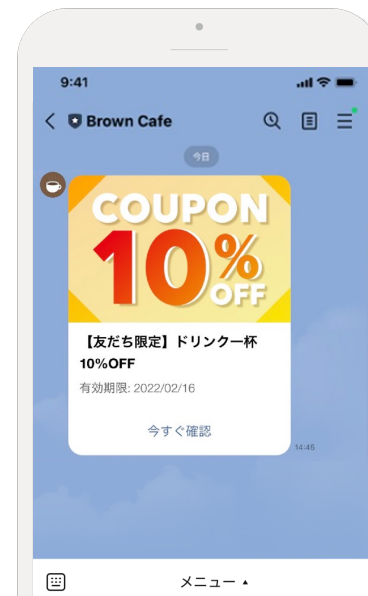 9:41
Brown Cafe
今日
COUPON
10%
OFF
【友だち限定】ドリンク一杯
10%OFF
有効期限: 2022/02/16
今すぐ確認
14:45
メニュー ▲